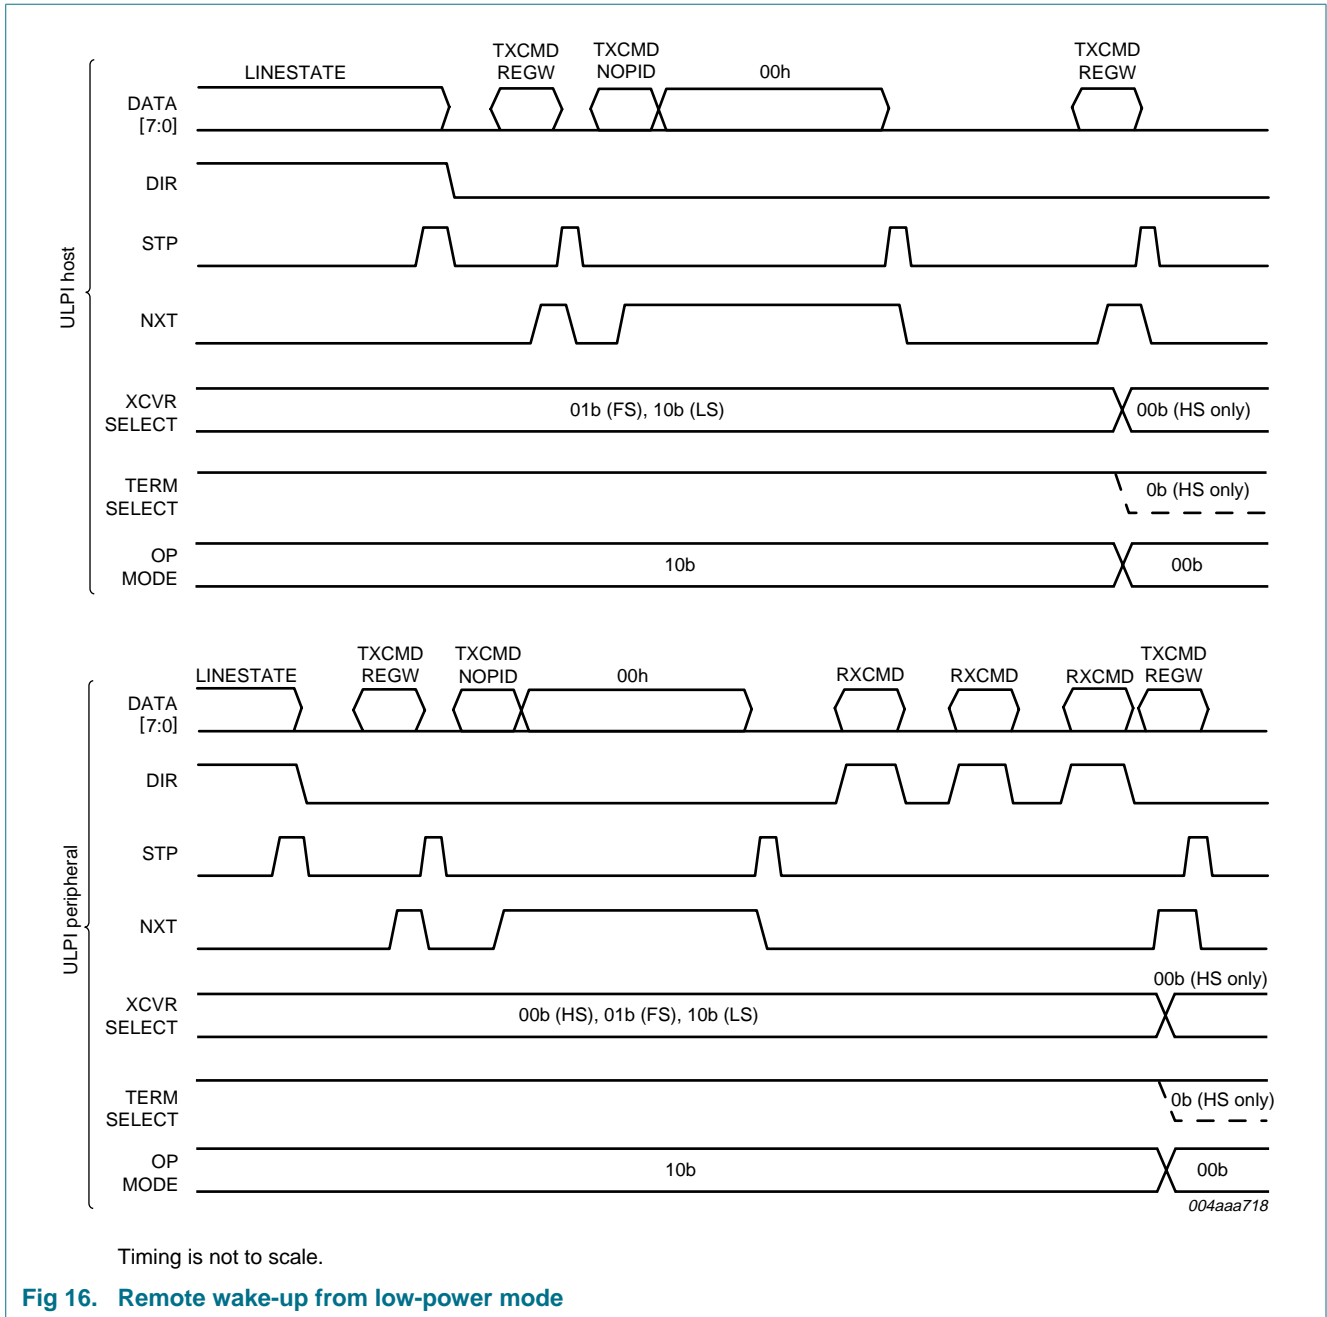 ULPI host
TXCMD
REGW
TXCMD
NOPID
TXCMD
REGW
LINESTATE
00h
DATA
[7:0]
DIR
STP
NXT
XCVR
SELECT
01b (FS), 10b (LS)
00b (HS only)
TERM
SELECT
0b (HS only)
OP
MODE
10b
00b
ULPI peripheral
TXCMD
REGW
TXCMD
NOPID
TXCMD
REGW
LINESTATE
00h
RXCMD
RXCMD
RXCMD
DATA
[7:0]
DIR
STP
NXT
XCVR
SELECT
00b (HS), 01b (FS), 10b (LS)
00b (HS only)
TERM
SELECT
0b (HS only)
OP
MODE
10b
00b
004aaa718
Timing is not to scale.
Fig 16. Remote wake-up from low-power mode